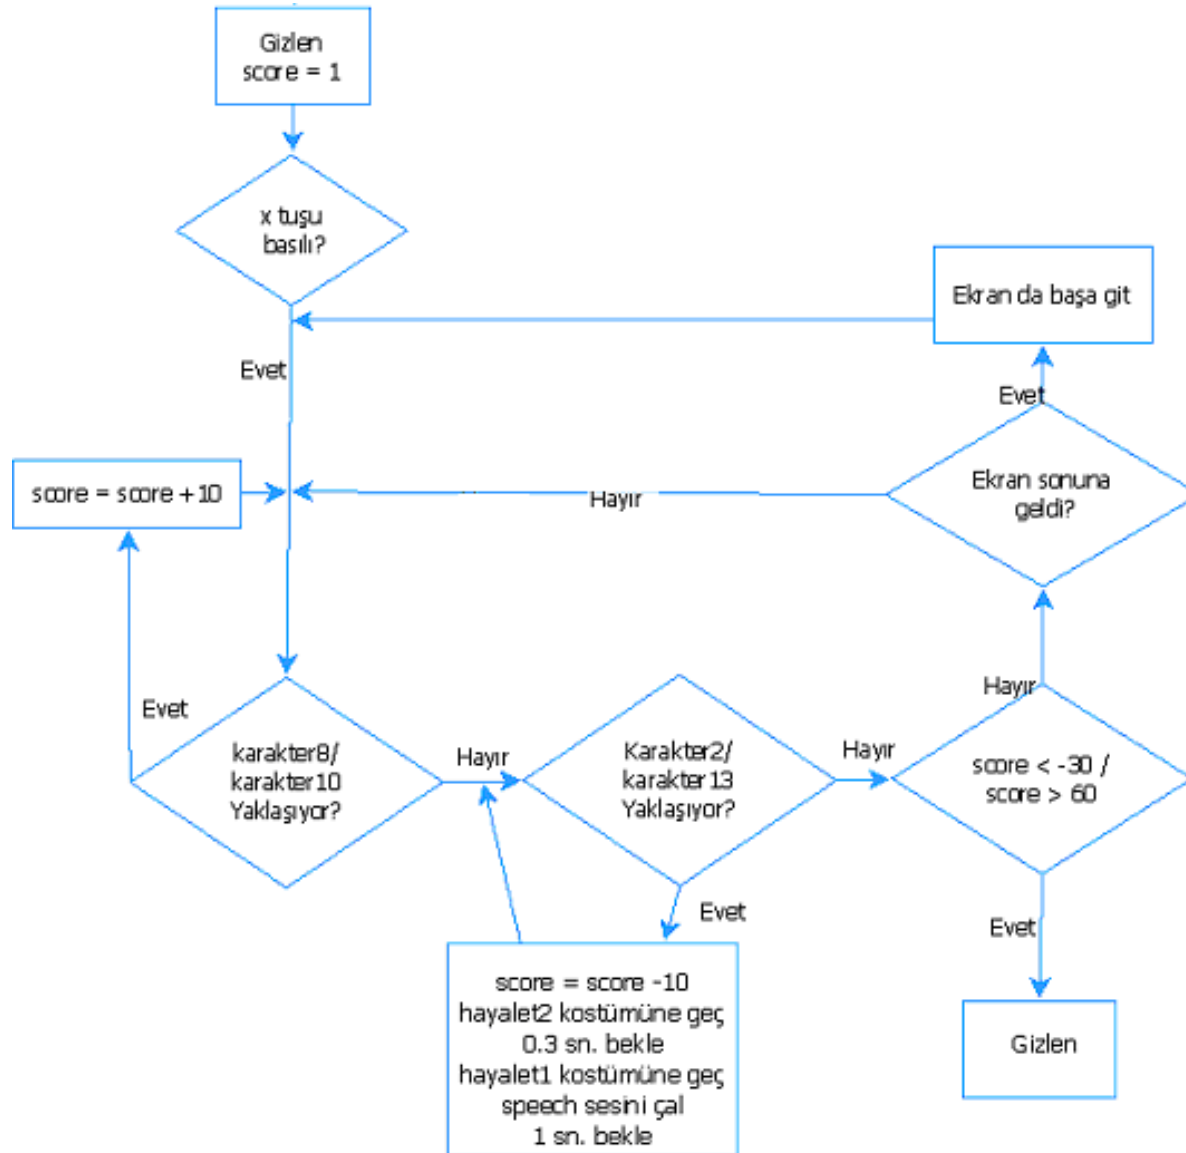 Gizlen
score = 1
x tuşu
basılı?
Evet
Ekran da başa git
Evet
Ekran sonuna
geldi?
Hayır
score = score +10
Evet
karakter8/
karakter10
Yaklaşıyor?
Hayır
Karakter2/
karakter13
Yaklaşıyor?
Hayır
score < -30 /
score > 60
Hayır
Evet
Evet
score = score -10
hayalet2 kostümüne geç
0.3 sn. bekle
hayalet1 kostümüne geç
speech sesini çal
1 sn. bekle
Gizlen